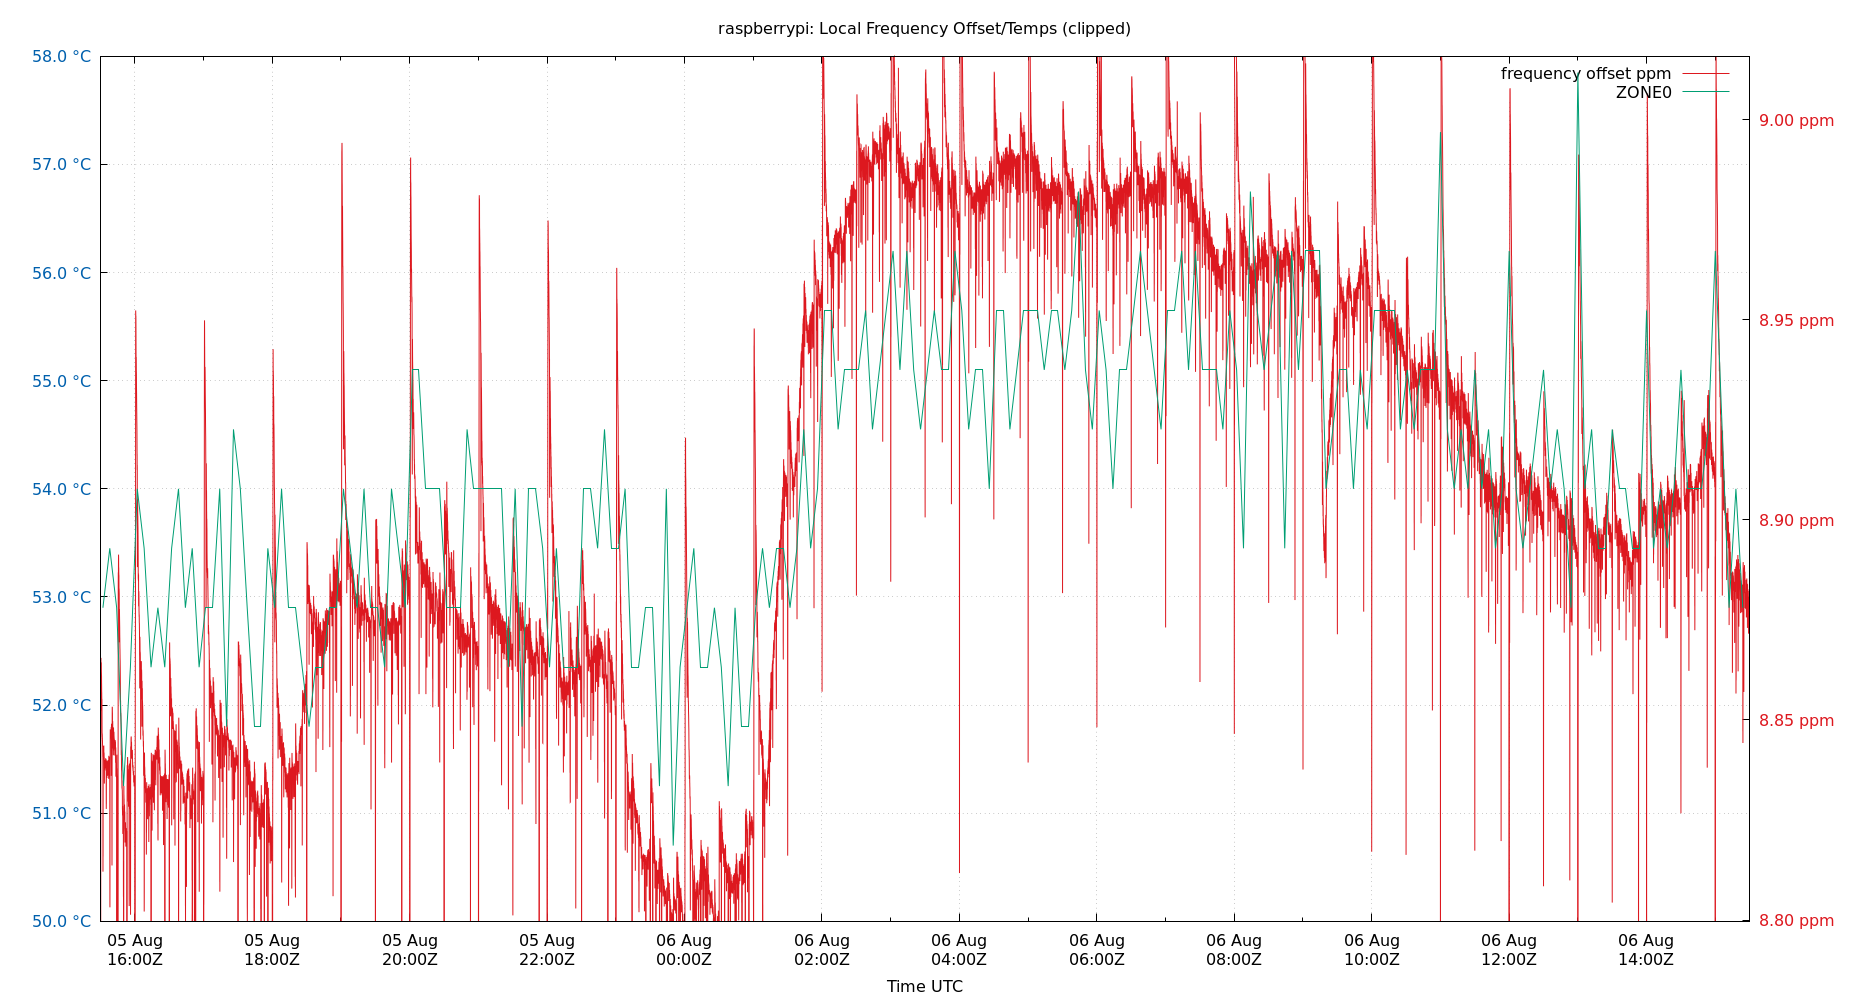 raspberrypi: Local Frequency Offset/Temps (clipped)
58.0 °C
57.0 °C
56.0 °C
55.0 °C
54.0 °C
53.0 °C
52.0 °C
51.0 °C
50.0 °C
frequency offset ppm
ZONE0
9.00 ppm
8.95 ppm
8.90 ppm
8.85 ppm
8.80 ppm
05 Aug
16:00Z
05 Aug
18:00Z
05 Aug
20:00Z
05 Aug
22:00Z
06 Aug
00:00Z
06 Aug
02:00Z
06 Aug
04:00Z
06 Aug
06:00Z
06 Aug
08:00Z
06 Aug
10:00Z
06 Aug
12:00Z
06 Aug
14:00Z
Time UTC